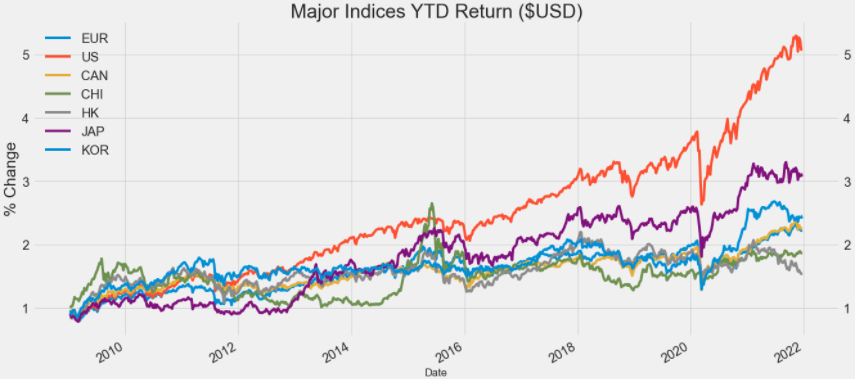 Major Indices YTD Return ($USD)
EUR
US
CAN
CHI
HK
JAP
KOR
% Change
5
4
3
2
1
5
4
3
2
1
2010
2012
2014
2016
2018
2020
2022
Date